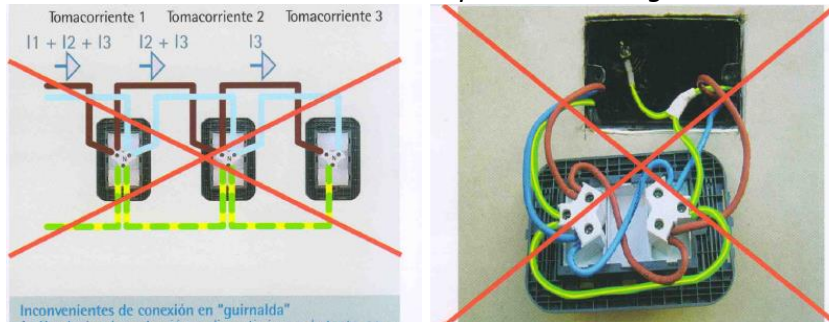 Tomacorriente 1 Tomacorriente 2 Tomacorriente 3
I1 + I2 + I3 I2 + I3 I3
N N N
Inconvenientes de conexión en "guirnalda"